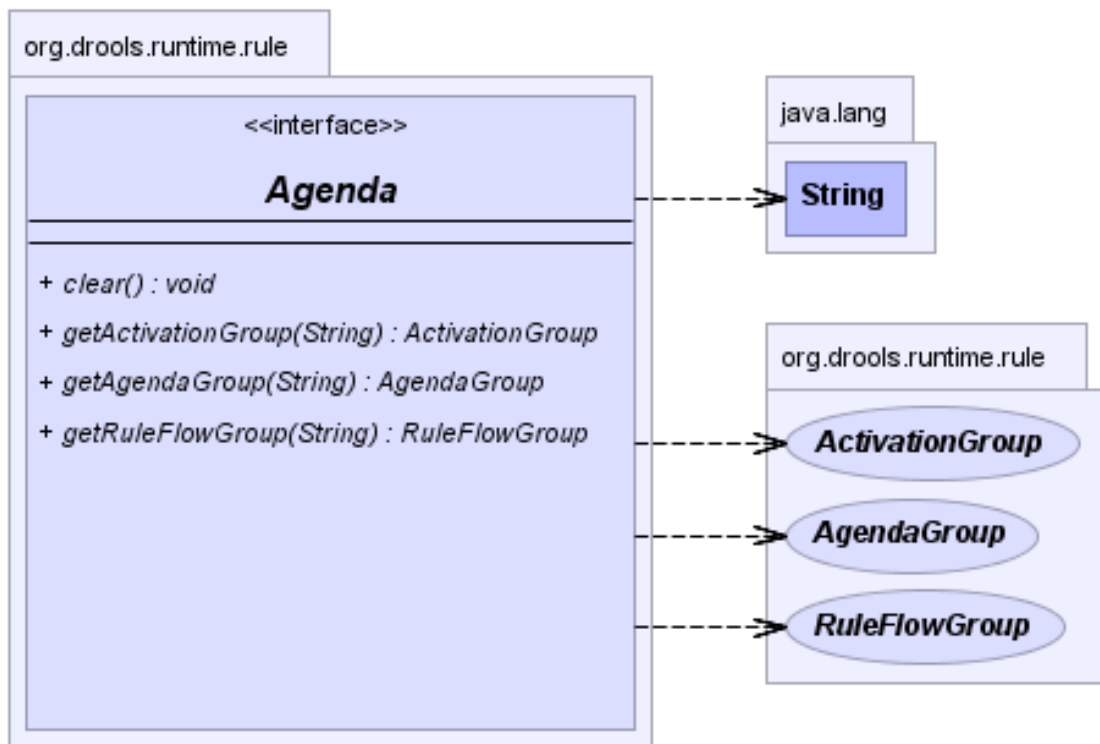 org.drools.runtime.rule
<<interface>>
Agenda
+ clear() : void
+ getActivationGroup(String) : ActivationGroup
+ getAgendaGroup(String) : AgendaGroup
+ getRuleFlowGroup(String) : RuleFlowGroup
java.lang
String
org.drools.runtime.rule
ActivationGroup
AgendaGroup
RuleFlowGroup